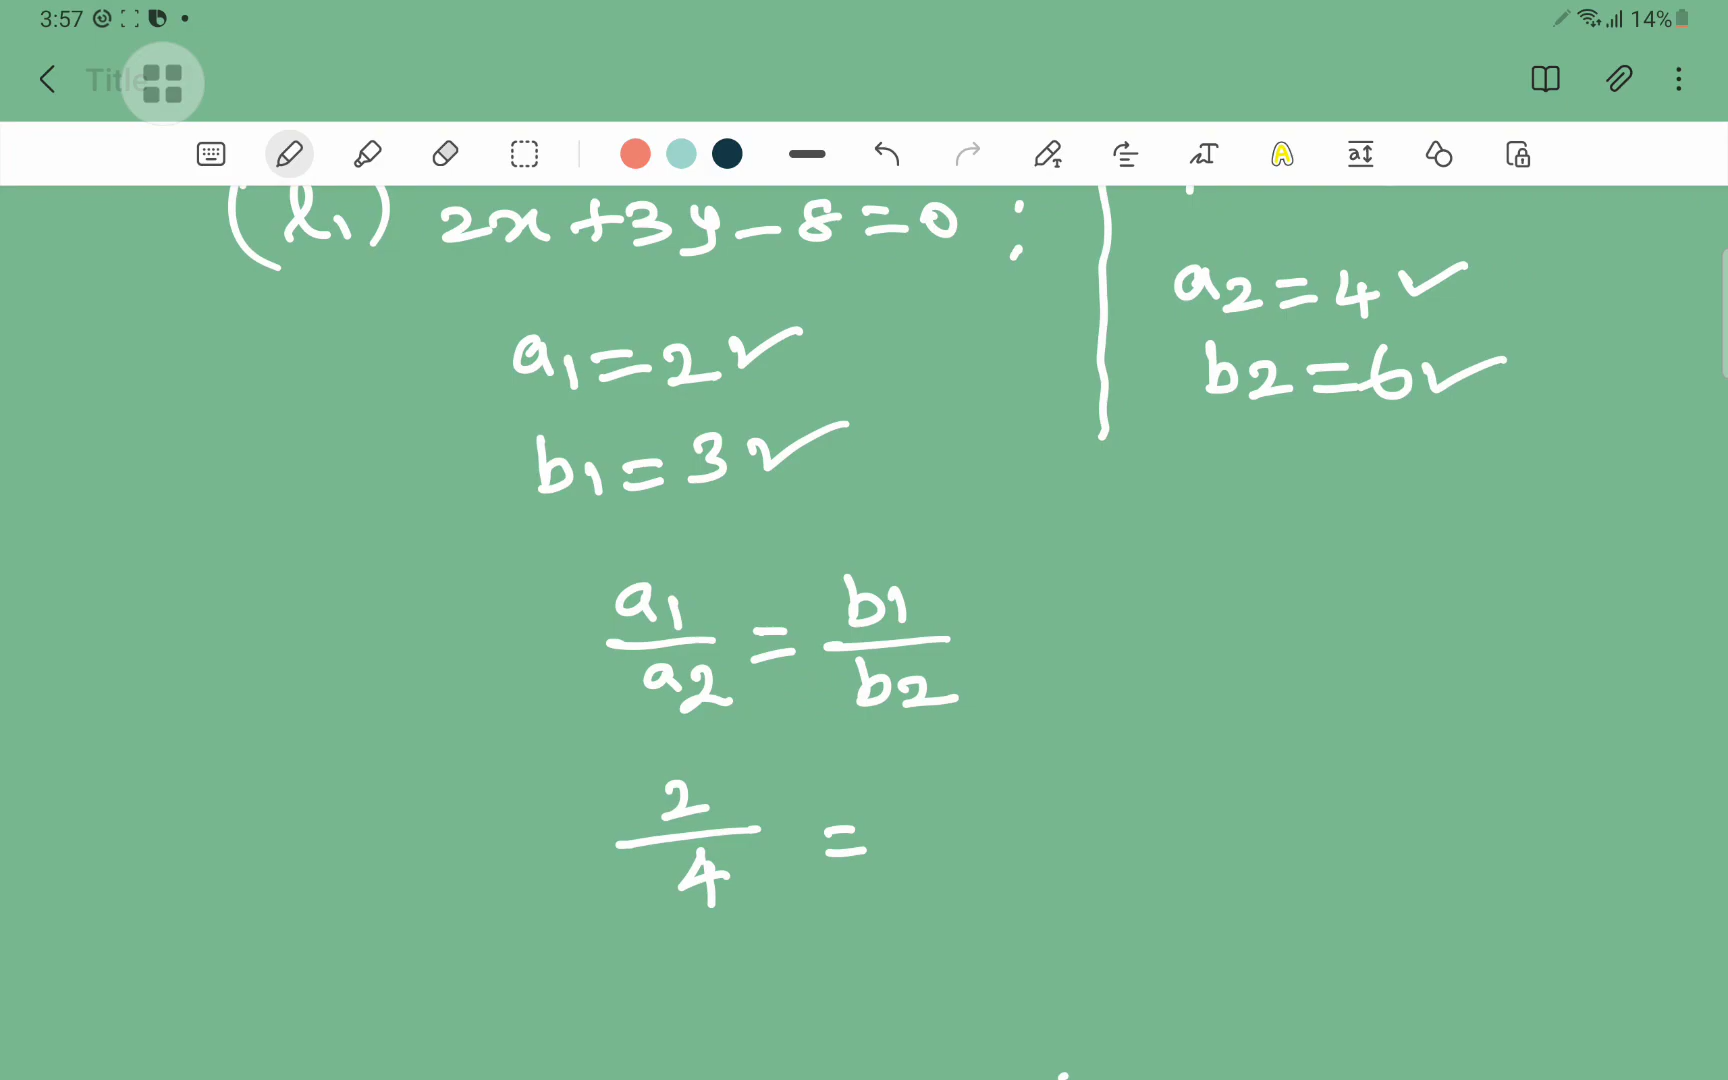 3:57
14%
Title
(l₁) 2x+3y-8=0 ;
a1=2 ✓
b1=3 ✓
a2=4 ✓
b2=6 ✓
a1/a2 = b1/b2
2/4 =